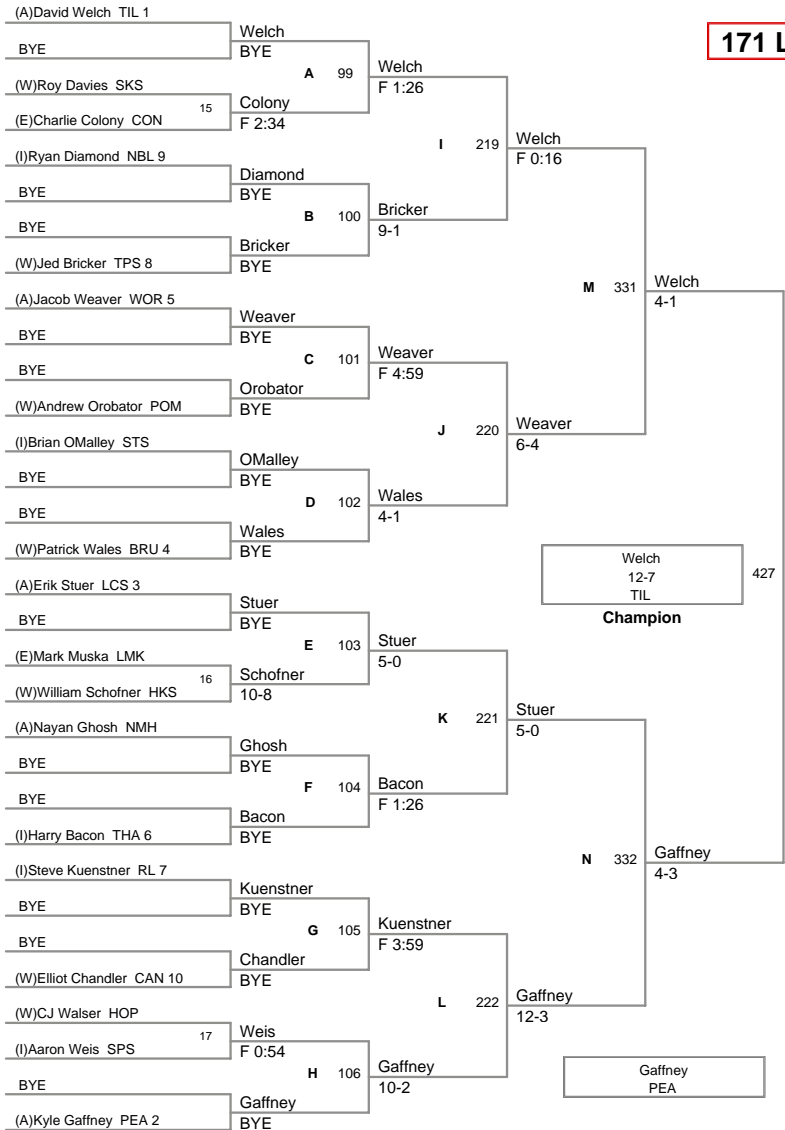 (A)David Welch TIL 1
BYE
(W)Roy Davies SKS
15
(E)Charlie Colony CON
(I)Ryan Diamond NBL 9
BYE
BYE
(W)Jed Bricker TPS 8
(A)Jacob Weaver WOR 5
BYE
BYE
(W)Andrew Orobator POM
(I)Brian OMalley STS
BYE
BYE
(W)Patrick Wales BRU 4
(A)Erik Stuer LCS 3
BYE
(E)Mark Muska LMK
16
(W)William Schofner HKS
(A)Nayan Ghosh NMH
BYE
BYE
(I)Harry Bacon THA 6
(I)Steve Kuenstner RL 7
BYE
BYE
(W)Elliot Chandler CAN 10
(W)CJ Walser HOP
17
(I)Aaron Weis SPS
BYE
(A)Kyle Gaffney PEA 2
Welch
BYE
A 99
Colony
F 2:34
Diamond
BYE
B 100
Bricker
BYE
Weaver
BYE
C 101
Orobator
BYE
OMalley
BYE
D 102
Wales
BYE
Stuer
BYE
E 103
Schofner
10-8
Ghosh
BYE
F 104
Bacon
BYE
Kuenstner
BYE
G 105
Chandler
BYE
Weis
F 0:54
H 106
Gaffney
BYE
Welch
F 1:26
I 219
Bricker
9-1
Weaver
F 4:59
J 220
Wales
4-1
Stuer
5-0
K 221
Bacon
F 1:26
Kuenstner
F 3:59
L 222
Gaffney
10-2
Welch
F 0:16
M 331
Weaver
6-4
Stuer
5-0
N 332
Gaffney
12-3
171 L
Welch
4-1
Welch
12-7
TIL
427
Champion
Gaffney
4-3
Gaffney
PEA